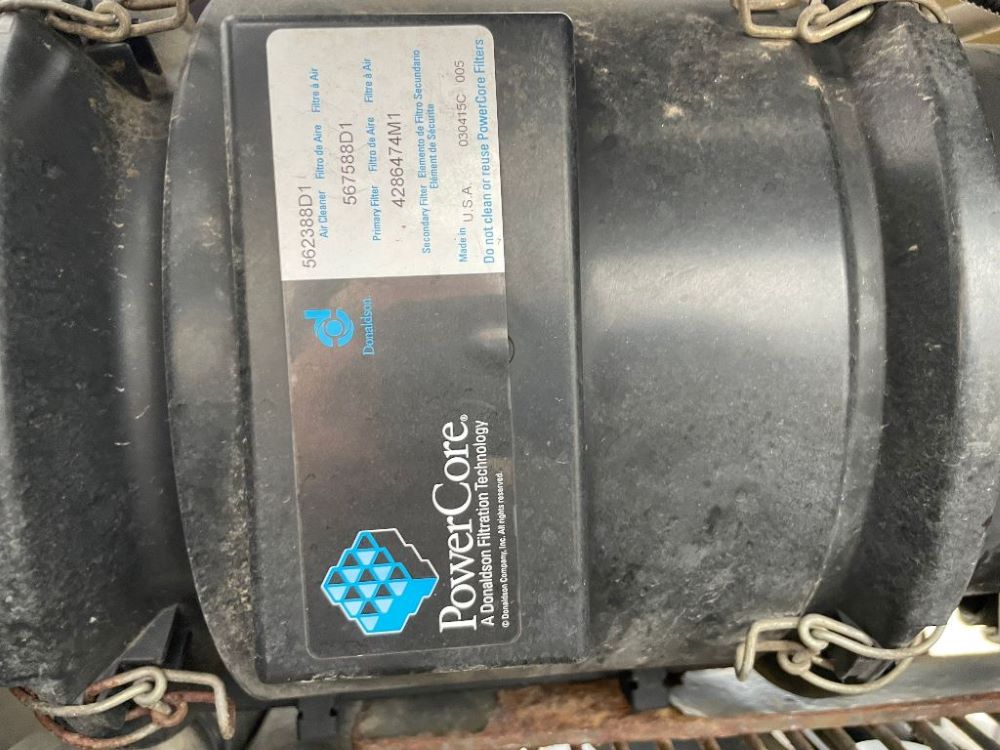 PowerCore®
A Donaldson Filtration Technology
© Donaldson Company, Inc. All rights reserved.
Donaldson
562388D1
Air Cleaner Filtro de Aire Filtre à Air
567588D1
Primary Filter Filtro de Aire Filtre à Air
4286474M1
Secondary Filter Elemento de Filtro Secundario
Elément de Sécurité
Made in U.S.A. 030415C 005
Do not clean or reuse PowerCore Filters